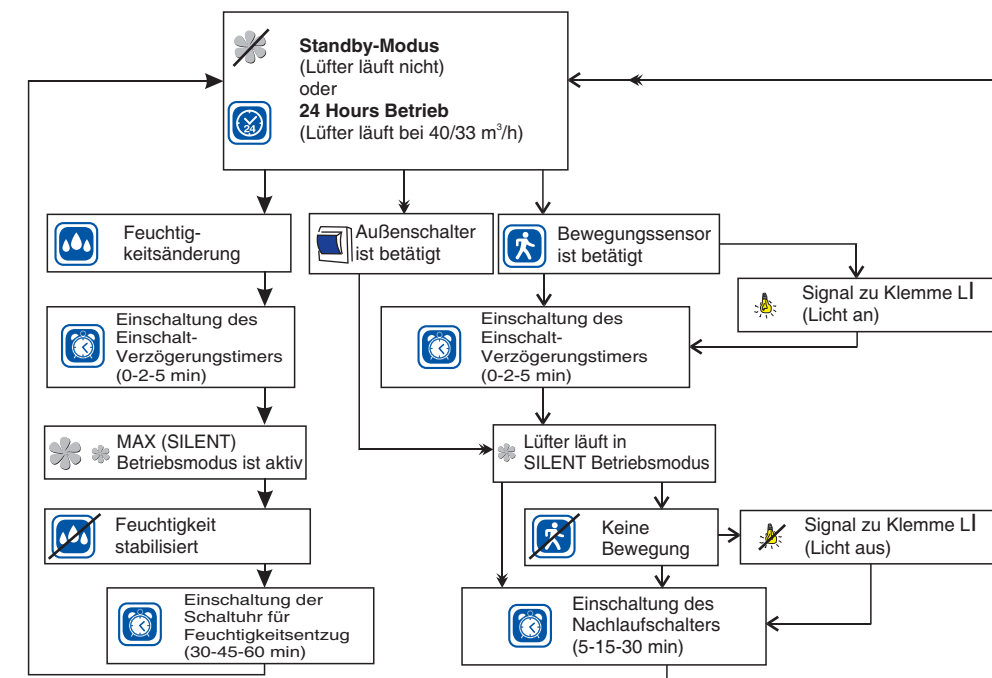 Standby-Modus
(Lüfter läuft nicht)
oder
24 Hours Betrieb
(Lüfter läuft bei 40/33 m³/h)
24
Feuchtig-
keitsänderung
Außenschalter
ist betätigt
Bewegungssensor
ist betätigt
Signal zu Klemme LI
(Licht an)
Einschaltung des
Einschalt-
Verzögerungstimers
(0-2-5 min)
Einschaltung des
Einschalt-
Verzögerungstimers
(0-2-5 min)
MAX (SILENT)
Betriebsmodus ist aktiv
Lüfter läuft in
SILENT Betriebsmodus
Feuchtigkeit
stabilisiert
Keine
Bewegung
Signal zu Klemme LI
(Licht aus)
Einschaltung der
Schaltuhr für
Feuchtigkeitsentzug
(30-45-60 min)
Einschaltung des
Nachlaufschalters
(5-15-30 min)